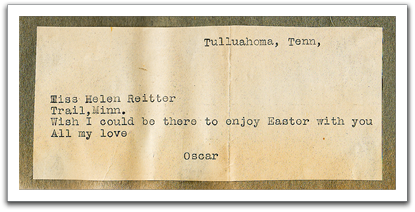 Tulluahoma, Tenn,
Miss Helen Reitter
Trail,Minn.
Wish I could be there to enjoy Easter with you
All my love
Oscar